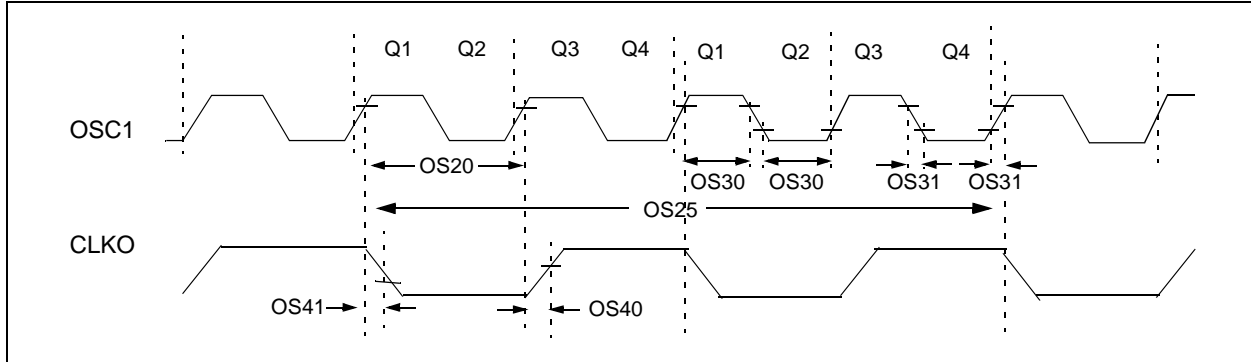 Q1 Q2 Q3 Q4 Q1 Q2 Q3 Q4
OSC1
OS20
OS30 OS30 OS31 OS31
OS25
CLKO
OS41 OS40